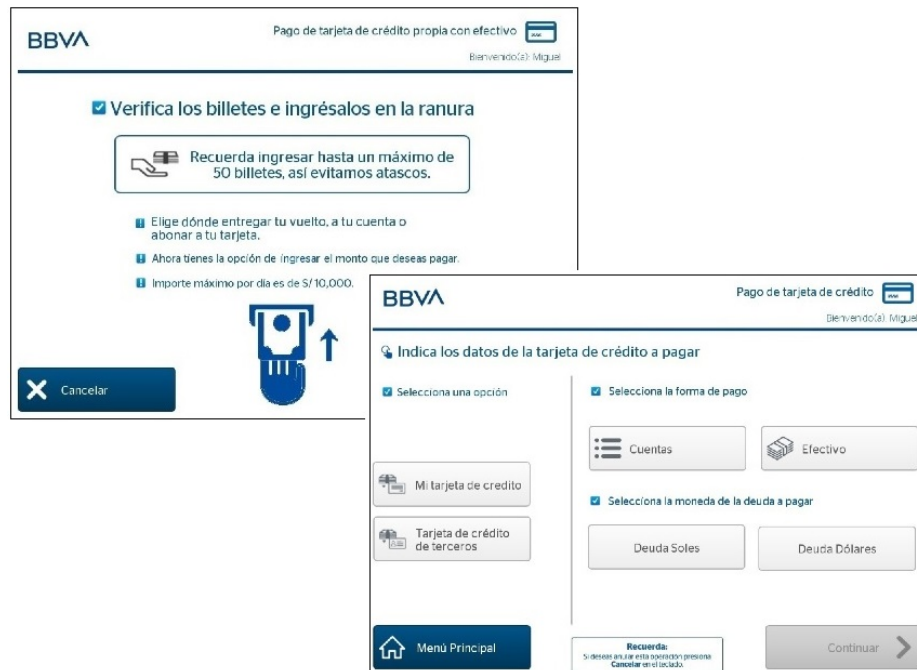 BBVA
Pago de tarjeta de crédito propia con efectivo
Bienvenido(a): Miguel
Verifica los billetes e ingrésalos en la ranura
Recuerda ingresar hasta un máximo de
50 billetes, así evitamos atascos.
Elige dónde entregar tu vuelto, a tu cuenta o
abonar a tu tarjeta.
Ahora tienes la opción de ingresar el monto que deseas pagar.
Importe máximo por día es de S/10,000.
Cancelar
BBVA
Pago de tarjeta de crédito
Bienvenido(a): Miguel
Indica los datos de la tarjeta de crédito a pagar
Selecciona una opción
Mi tarjeta de credito
Tarjeta de crédito
de terceros
Selecciona la forma de pago
Cuentas
Efectivo
Selecciona la moneda de la deuda a pagar
Deuda Soles
Deuda Dólares
Menú Principal
Recuerda:
Si deseas anular esta operación presiona
Cancelar en el teclado.
Continuar